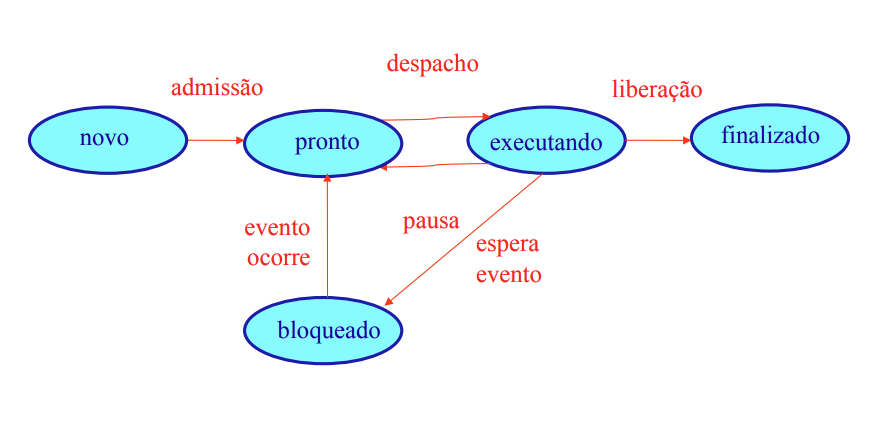 despacho
admissão
liberação
novo
pronto
executando
finalizado
pausa
evento
ocorre
espera
evento
bloqueado